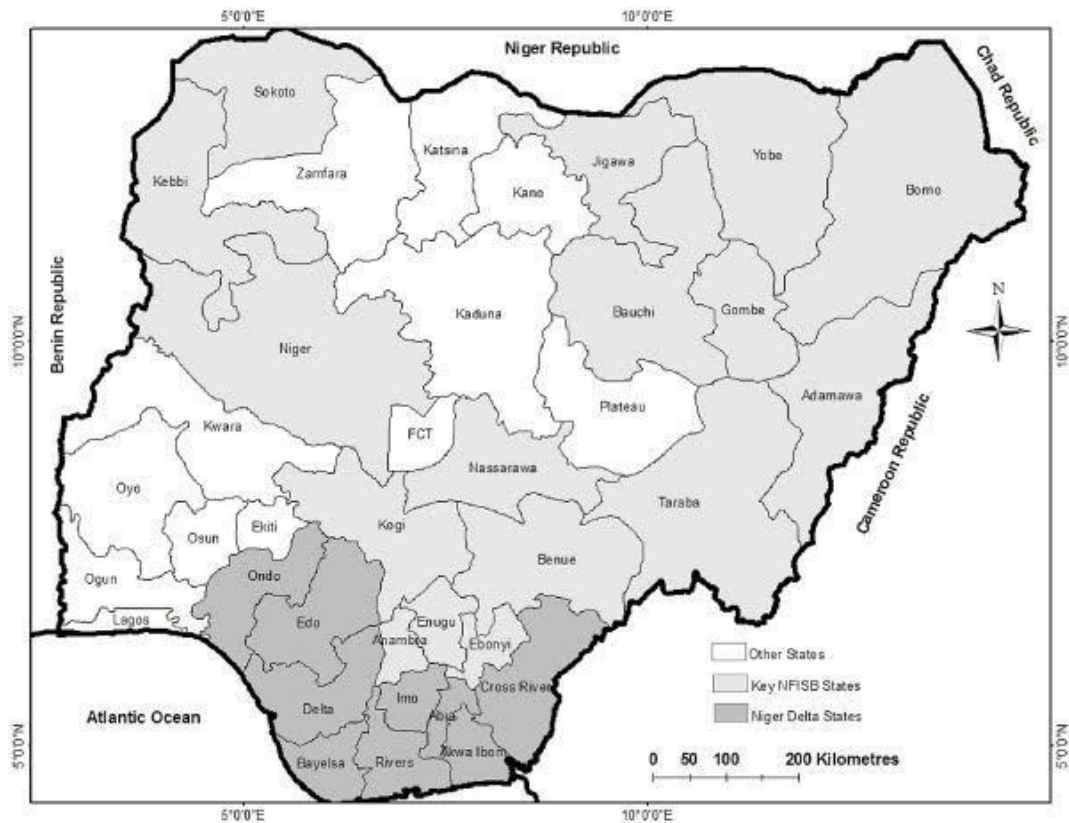 5°0'0"E
10°0'0"E
Niger Republic
Chad Republic
Sokoto
Katsina
Yobe
Zamfara
Jigawa
Kebbi
Kano
Borno
Benin Republic
N
Kaduna
Bauchi
Gombe
10°0'0"N
10°0'0"N
Niger
Adamawa
Plateau
Kwara
FCT
Cameroon Republic
Nassarawa
Oyo
Taraba
Kogi
Osun
Ekiti
Benue
Ogun
Ondo
Lagos
Edo
Enugu
Anambra
Ebonyi
Other States
Imo
Cross River
Key NFISB States
Delta
Abia
Atlantic Ocean
Niger Delta States
5°0'0"N
5°0'0"N
Akwa Ibom
Bayelsa
Rivers
0 50 100 200 Kilometres
5°0'0"E
10°0'0"E